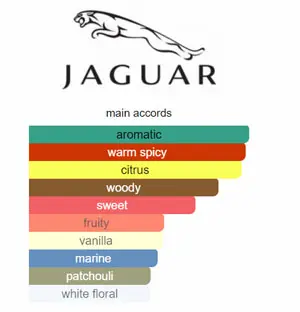 JAGUAR
main accords
aromatic
warm spicy
citrus
woody
sweet
fruity
vanilla
marine
patchouli
white floral